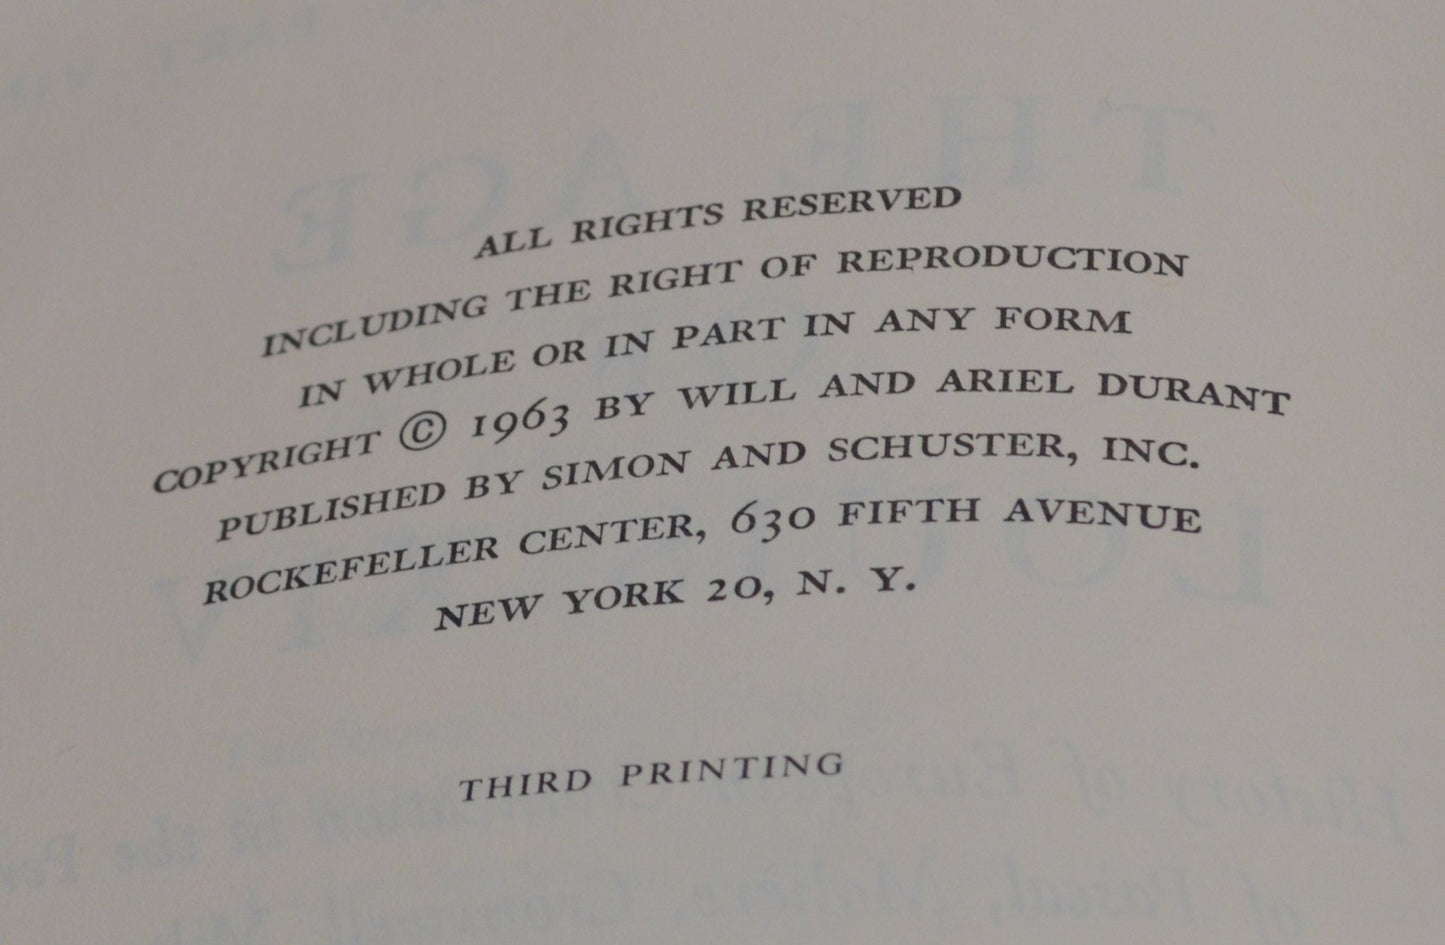 ALL RIGHTS RESERVED
INCLUDING THE RIGHT OF REPRODUCTION
IN WHOLE OR IN PART IN ANY FORM
COPYRIGHT © 1963 BY WILL AND ARIEL DURANT
PUBLISHED BY SIMON AND SCHUSTER, INC.
ROCKEFELLER CENTER, 630 FIFTH AVENUE
NEW YORK 20, N. Y.
THIRD PRINTING